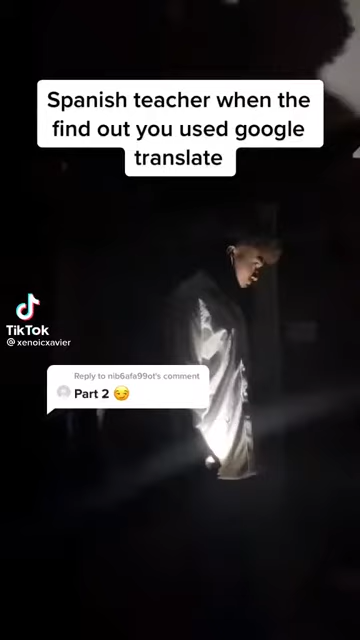 Spanish teacher when the
find out you used google
translate
TikTok
@xenoicxavier
Reply to nib6afa99ot's comment
Part 2 😏